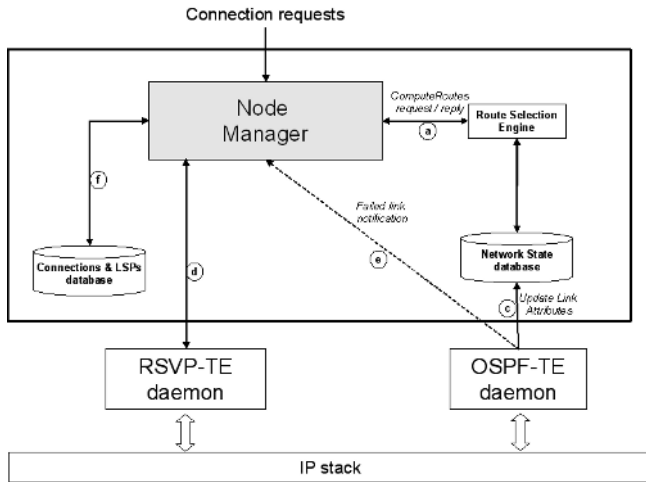 Connection requests
Node
Manager
ComputeRoutes
request / reply
a
Route Selection
Engine
f
Failed link
notification
Connections & LSPs
database
d
e
Network State
database
c
Update Link
Attributes
RSVP-TE
daemon
OSPF-TE
daemon
IP stack